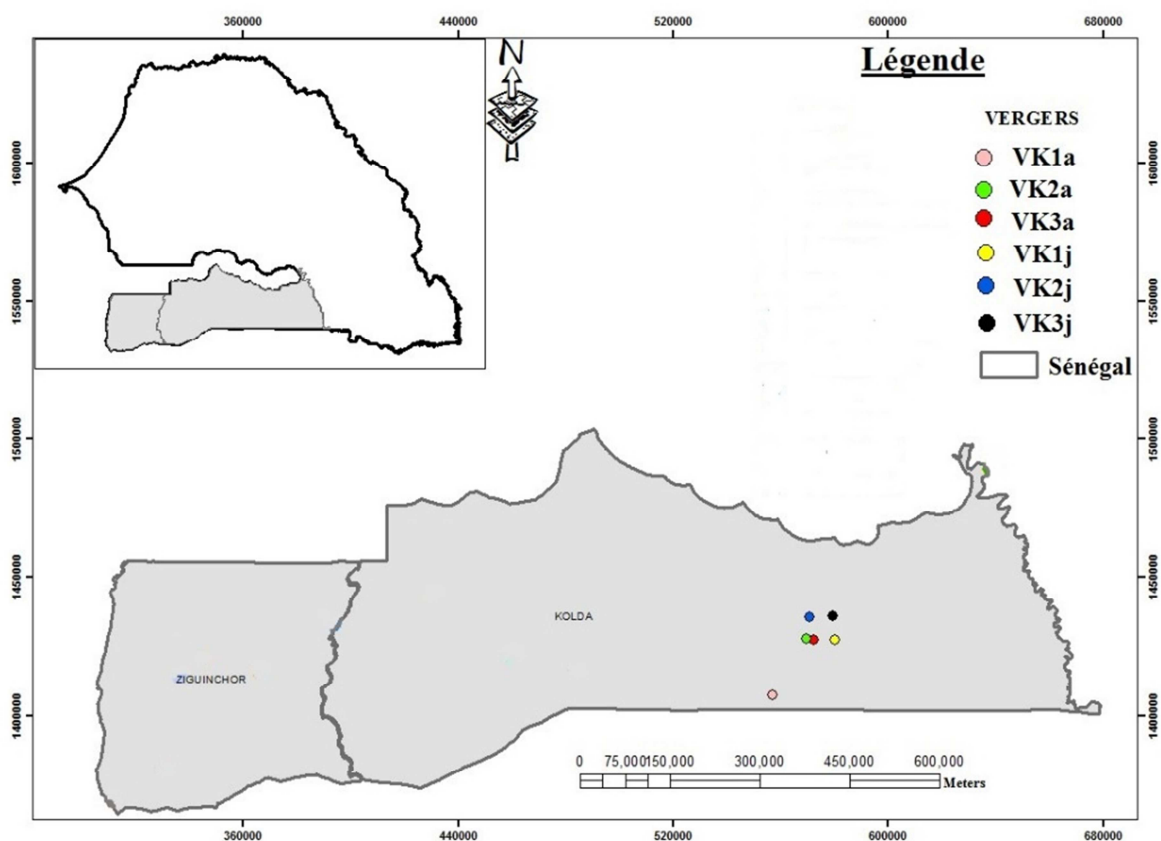 360000 440000 520000 600000 680000
N
Légende
VERGERS
VK1a
VK2a
VK3a
VK1j
VK2j
VK3j
Sénégal
1600000 1600000
1550000 1550000
1500000 1500000
1450000 1450000
1400000 1400000
KOLDA
ZIGUINCHOR
0 75,000 150,000 300,000 450,000 600,000
Meters
360000 440000 520000 600000 680000